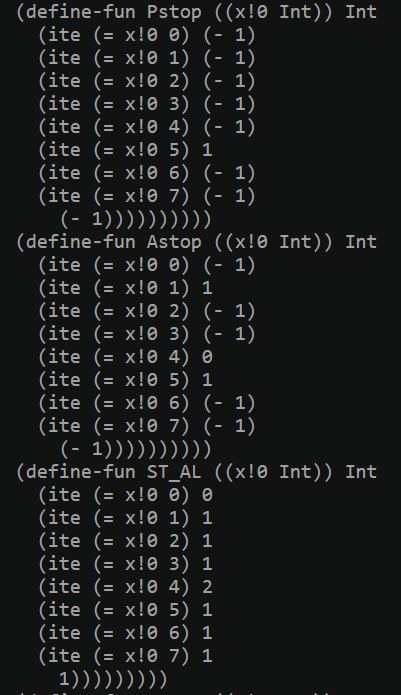 (define-fun Pstop ((x!0 Int)) Int
  (ite (= x!0 0) (- 1)
  (ite (= x!0 1) (- 1)
  (ite (= x!0 2) (- 1)
  (ite (= x!0 3) (- 1)
  (ite (= x!0 4) (- 1)
  (ite (= x!0 5) 1
  (ite (= x!0 6) (- 1)
  (ite (= x!0 7) (- 1)
    (- 1))))))))))
(define-fun Astop ((x!0 Int)) Int
  (ite (= x!0 0) (- 1)
  (ite (= x!0 1) 1
  (ite (= x!0 2) (- 1)
  (ite (= x!0 3) (- 1)
  (ite (= x!0 4) 0
  (ite (= x!0 5) 1
  (ite (= x!0 6) (- 1)
  (ite (= x!0 7) (- 1)
    (- 1))))))))))
(define-fun ST_AL ((x!0 Int)) Int
  (ite (= x!0 0) 0
  (ite (= x!0 1) 1
  (ite (= x!0 2) 1
  (ite (= x!0 3) 1
  (ite (= x!0 4) 2
  (ite (= x!0 5) 1
  (ite (= x!0 6) 1
  (ite (= x!0 7) 1
    1)))))))))